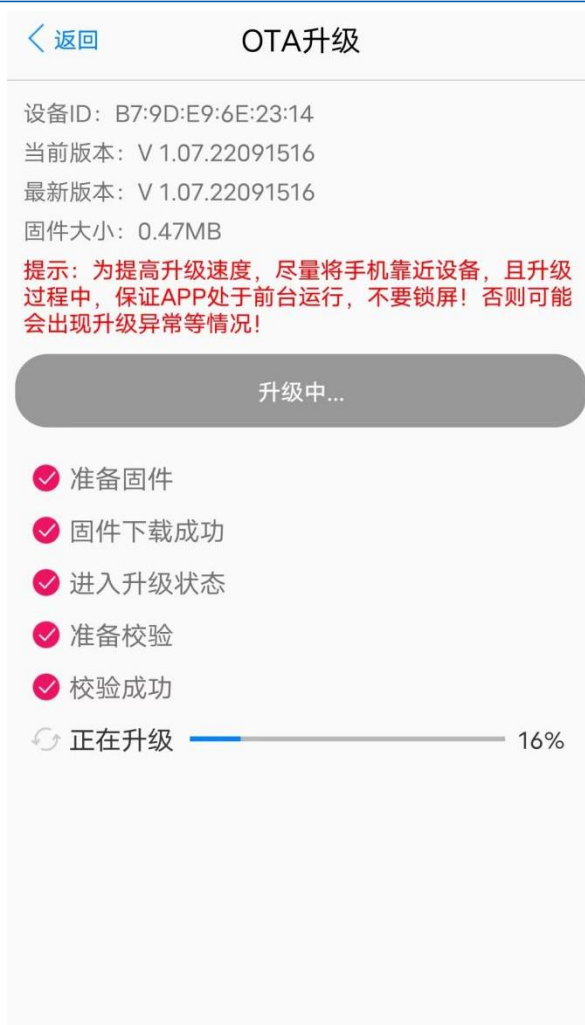 返回
OTA升级
设备ID：B7:9D:E9:6E:23:14
当前版本：V 1.07.22091516
最新版本：V 1.07.22091516
固件大小：0.47MB
提示：为提高升级速度，尽量将手机靠近设备，且升级
过程中，保证APP处于前台运行，不要锁屏！否则可能
会出现升级异常等情况！
升级中...
准备固件
固件下载成功
进入升级状态
准备校验
校验成功
正在升级 16%